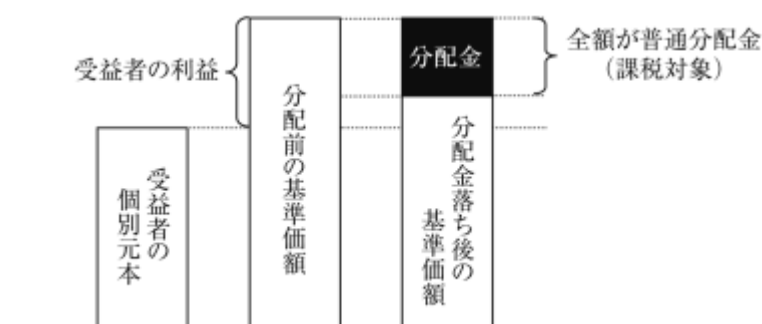 受益者の利益
受益者の
個別元本
分配前の基準価額
分配金
分配金落ち後の
基準価額
全額が普通分配金
（課税対象）